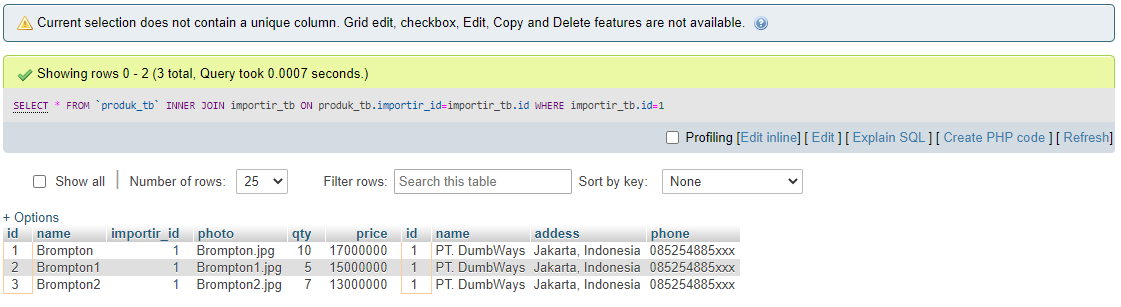 Current selection does not contain a unique column. Grid edit, checkbox, Edit, Copy and Delete features are not available.
Showing rows 0 - 2 (3 total, Query took 0.0007 seconds.)
SELECT * FROM `produk_tb` INNER JOIN importir_tb ON produk_tb.importir_id=importir_tb.id WHERE importir_tb.id=1
Profiling [Edit inline] [ Edit ] [ Explain SQL ] [ Create PHP code ] [ Refresh]
Show all | Number of rows: 25 Filter rows: Search this table Sort by key: None
+ Options
id name importir_id photo qty price id name addess phone
1 Brompton 1 Brompton.jpg 10 17000000 1 PT. DumbWays Jakarta, Indonesia 085254885xxx
2 Brompton1 1 Brompton1.jpg 5 15000000 1 PT. DumbWays Jakarta, Indonesia 085254885xxx
3 Brompton2 1 Brompton2.jpg 7 13000000 1 PT. DumbWays Jakarta, Indonesia 085254885xxx